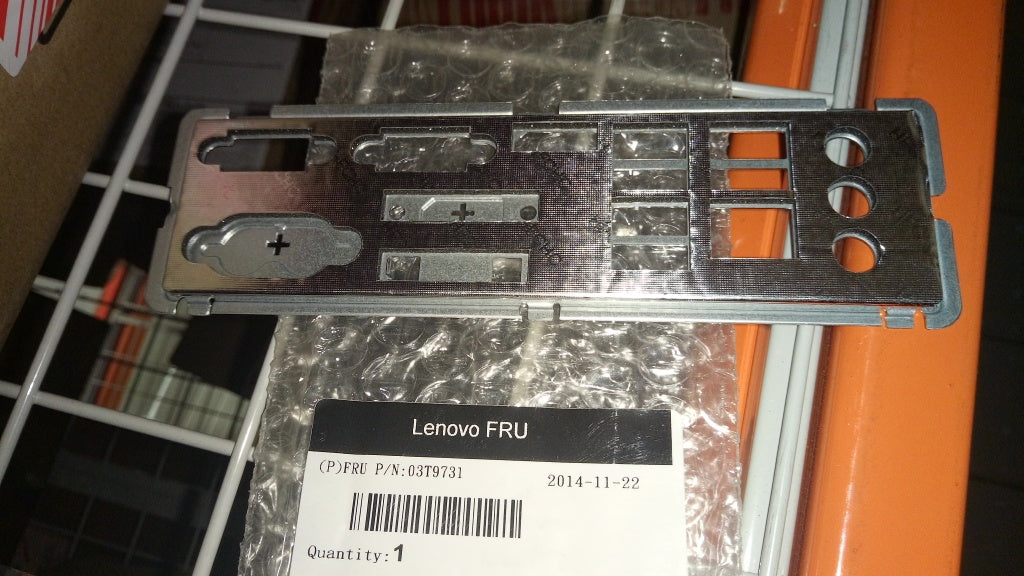 Lenovo FRU
(P)FRU P/N:03T9731
2014-11-22
Quantity:1